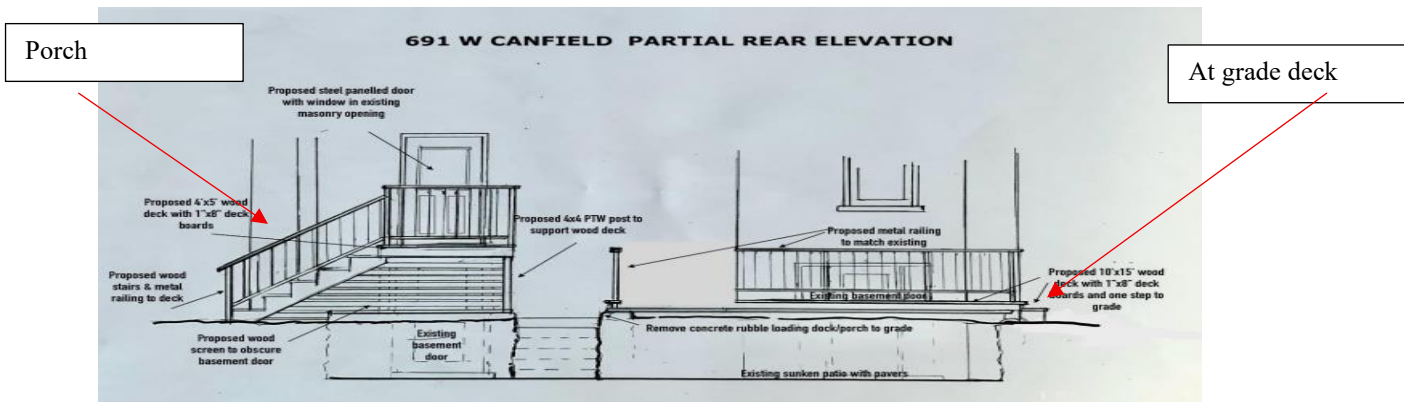 Porch
691 W CANFIELD PARTIAL REAR ELEVATION
At grade deck
Proposed steel panelled door
with window in existing
masonry opening
Proposed 4'x5' wood
deck with 1"x8" deck
boards
Proposed 4x4 PTW post to
support wood deck
Proposed metal railing
to match existing
Proposed wood
stairs & metal
railing to deck
Proposed 10'x15' wood
deck with 1"x8" deck
boards and one step to
grade
Existing basement door
Remove concrete rubble loading dock/porch to grade
Proposed wood
screen to obscure
basement door
Existing
basement
door
Existing sunken patio with pavers